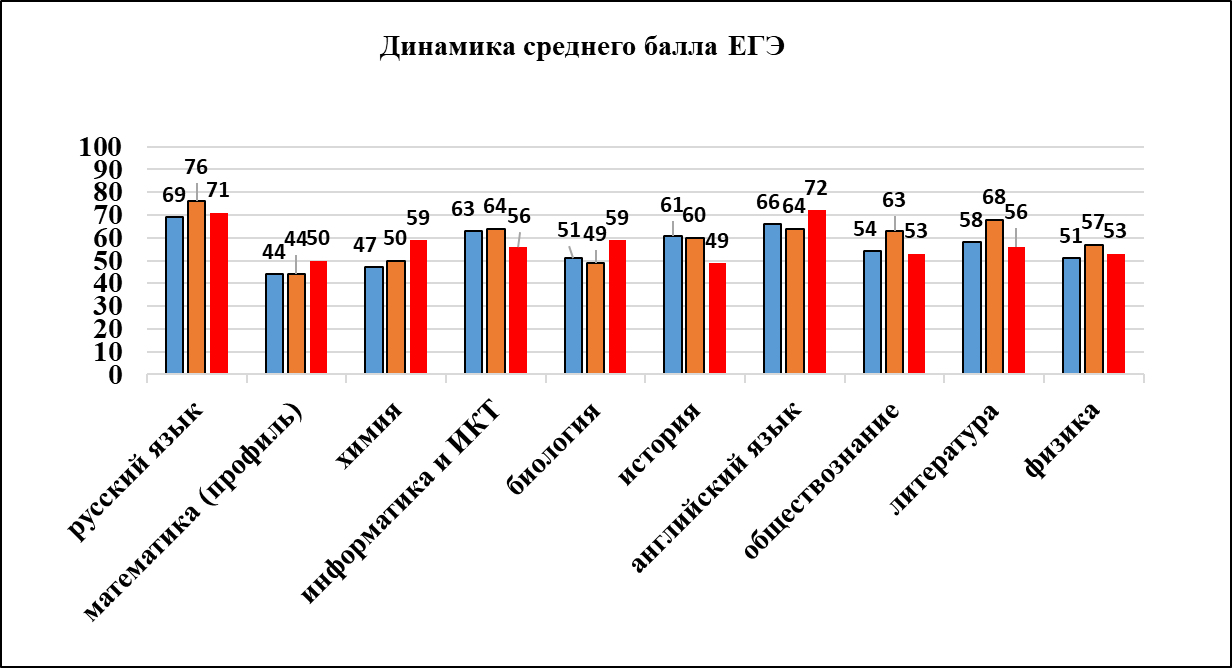 Динамика среднего балла ЕГЭ
100
90
80
70
60
50
40
30
20
10
0
69 76 71
44 44 50
47 50 59
63 64 56
51 49 59
61 60 49
66 64 72
54 63 53
58 68 56
51 57 53
русский язык
математика (профиль)
химия
информатика и ИКТ
биология
история
английский язык
обществознание
литература
физика